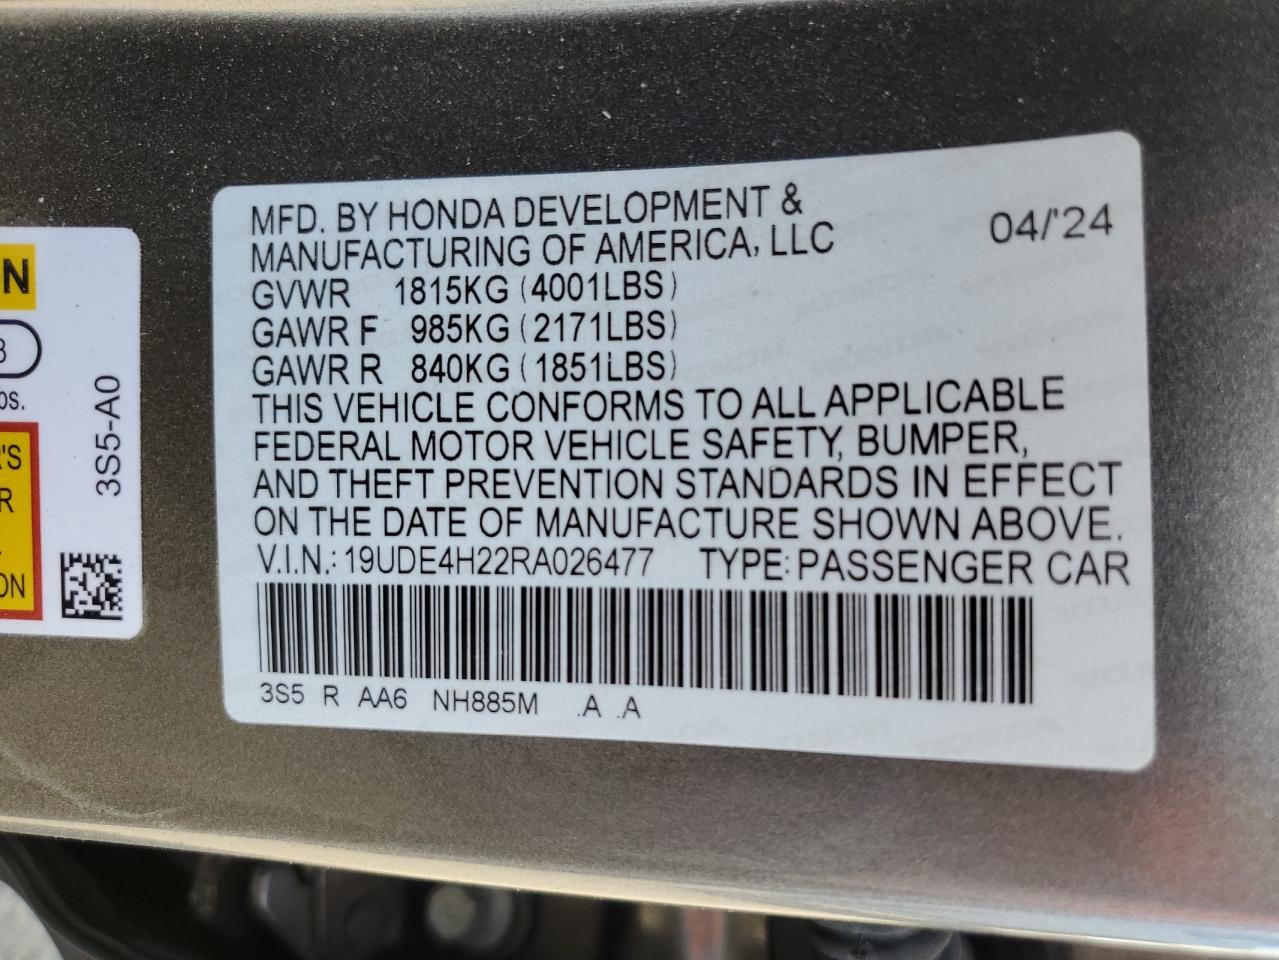 MFD. BY HONDA DEVELOPMENT &
MANUFACTURING OF AMERICA, LLC
04/'24
GVWR 1815KG (4001LBS)
GAWR F 985KG (2171LBS)
GAWR R 840KG (1851LBS)
THIS VEHICLE CONFORMS TO ALL APPLICABLE
FEDERAL MOTOR VEHICLE SAFETY, BUMPER,
AND THEFT PREVENTION STANDARDS IN EFFECT
ON THE DATE OF MANUFACTURE SHOWN ABOVE.
V.I.N.: 19UDE4H22RA026477 TYPE: PASSENGER CAR
3S5 R AA6 NH885M .A .A
3S5-A0